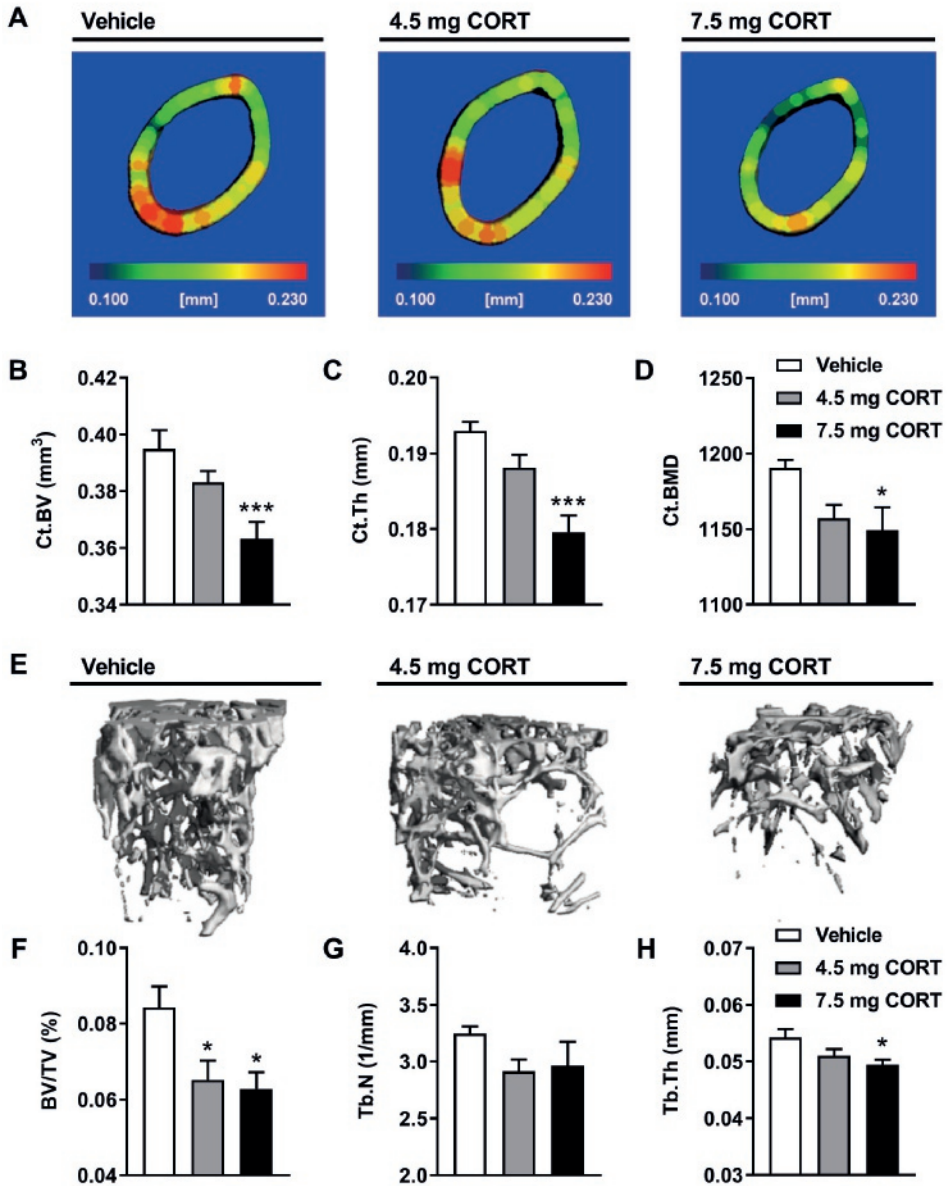 A
Vehicle
4.5 mg CORT
7.5 mg CORT
0.100 [mm] 0.230
0.100 [mm] 0.230
0.100 [mm] 0.230
B
Ct.BV (mm³)
0.42
0.40
0.38
0.36
0.34
***
C
Ct.Th (mm)
0.20
0.19
0.18
0.17
***
D
Ct.BMD
1250
1200
1150
1100
*
Vehicle
4.5 mg CORT
7.5 mg CORT
E
Vehicle
4.5 mg CORT
7.5 mg CORT
F
BV/TV (%)
0.10
0.08
0.06
0.04
*
*
G
Tb.N (1/mm)
4.0
3.5
3.0
2.5
2.0
H
Tb.Th (mm)
0.07
0.06
0.05
0.04
0.03
*
Vehicle
4.5 mg CORT
7.5 mg CORT